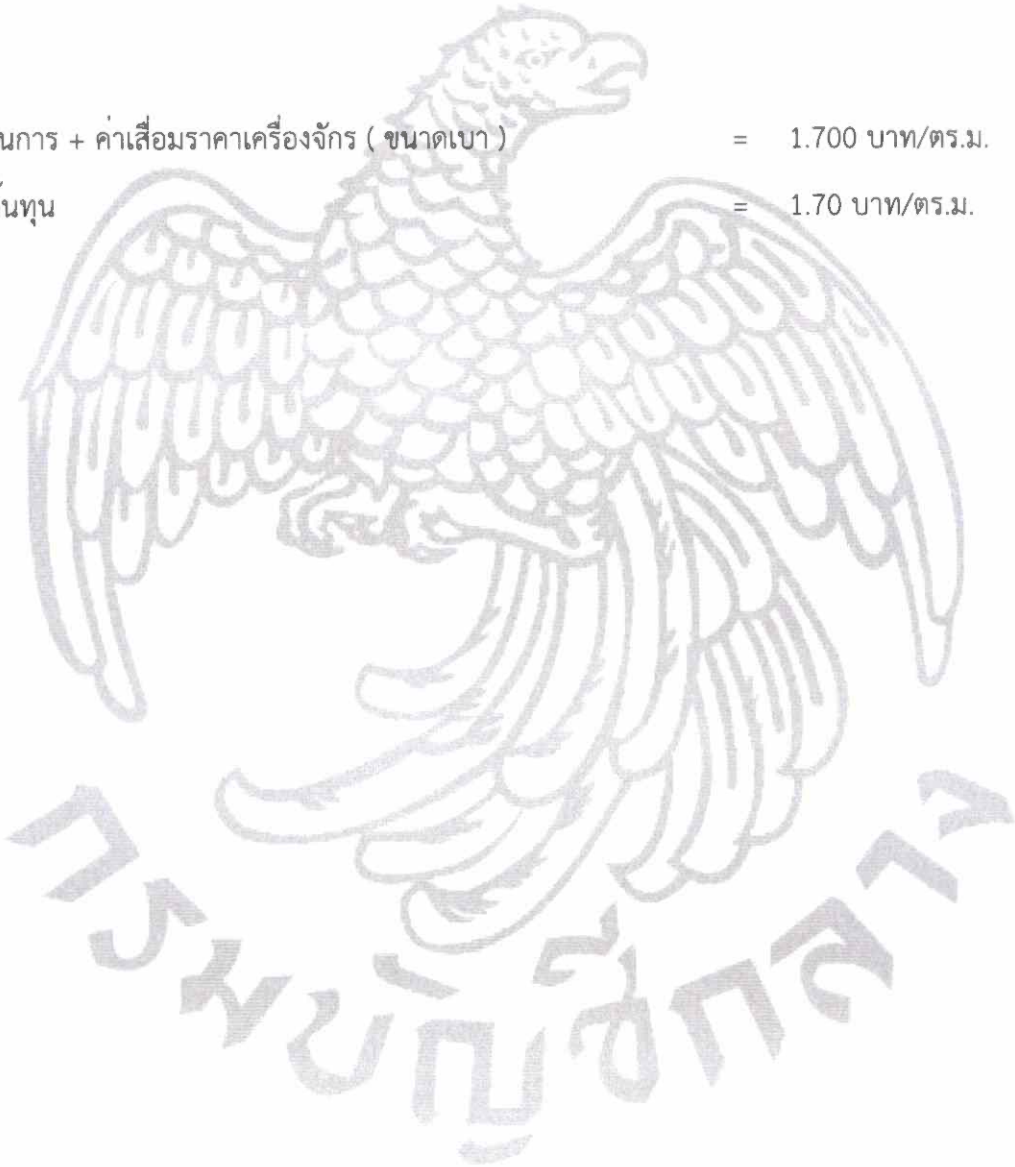 นการ + ค่าเสื่อมราคาเครื่องจักร ( ขนาดเบา ) = 1.700 บาท/ตร.ม.
้นทุน = 1.70 บาท/ตร.ม.
กรมบัญชีกลาง